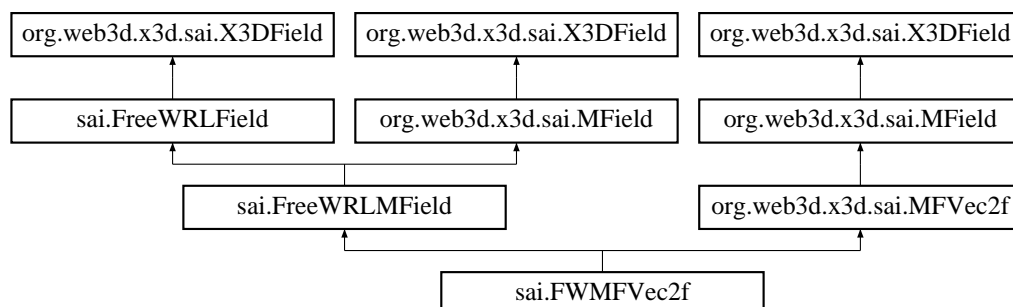 org.web3d.x3d.sai.X3DField
org.web3d.x3d.sai.X3DField
org.web3d.x3d.sai.X3DField
sai.FreeWRLField
org.web3d.x3d.sai.MField
org.web3d.x3d.sai.MField
sai.FreeWRLMField
org.web3d.x3d.sai.MFVec2f
sai.FWMFVec2f